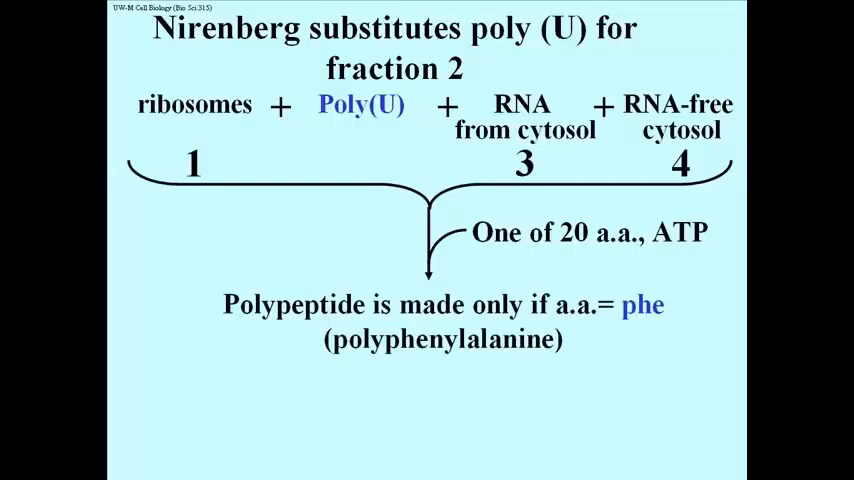 UW-M Cell Biology (Bio Sci 315)
Nirenberg substitutes poly (U) for
fraction 2
ribosomes + Poly(U) + RNA + RNA-free
from cytosol cytosol
1 3 4
One of 20 a.a., ATP
Polypeptide is made only if a.a.= phe
(polyphenylalanine)